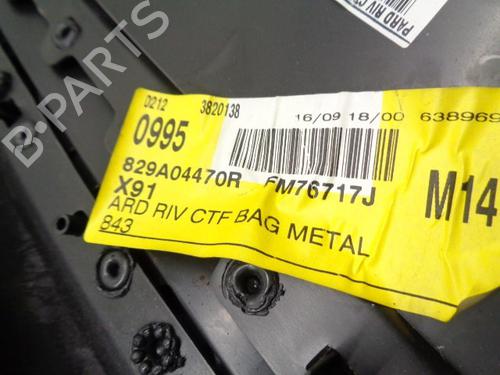 PARD RIV CT
D212 3820138 16/09 18/00 638969
0995
829A04470R FM76717J
X91 M14
ARD RIV CTF BAG METAL
843
B-PARTS